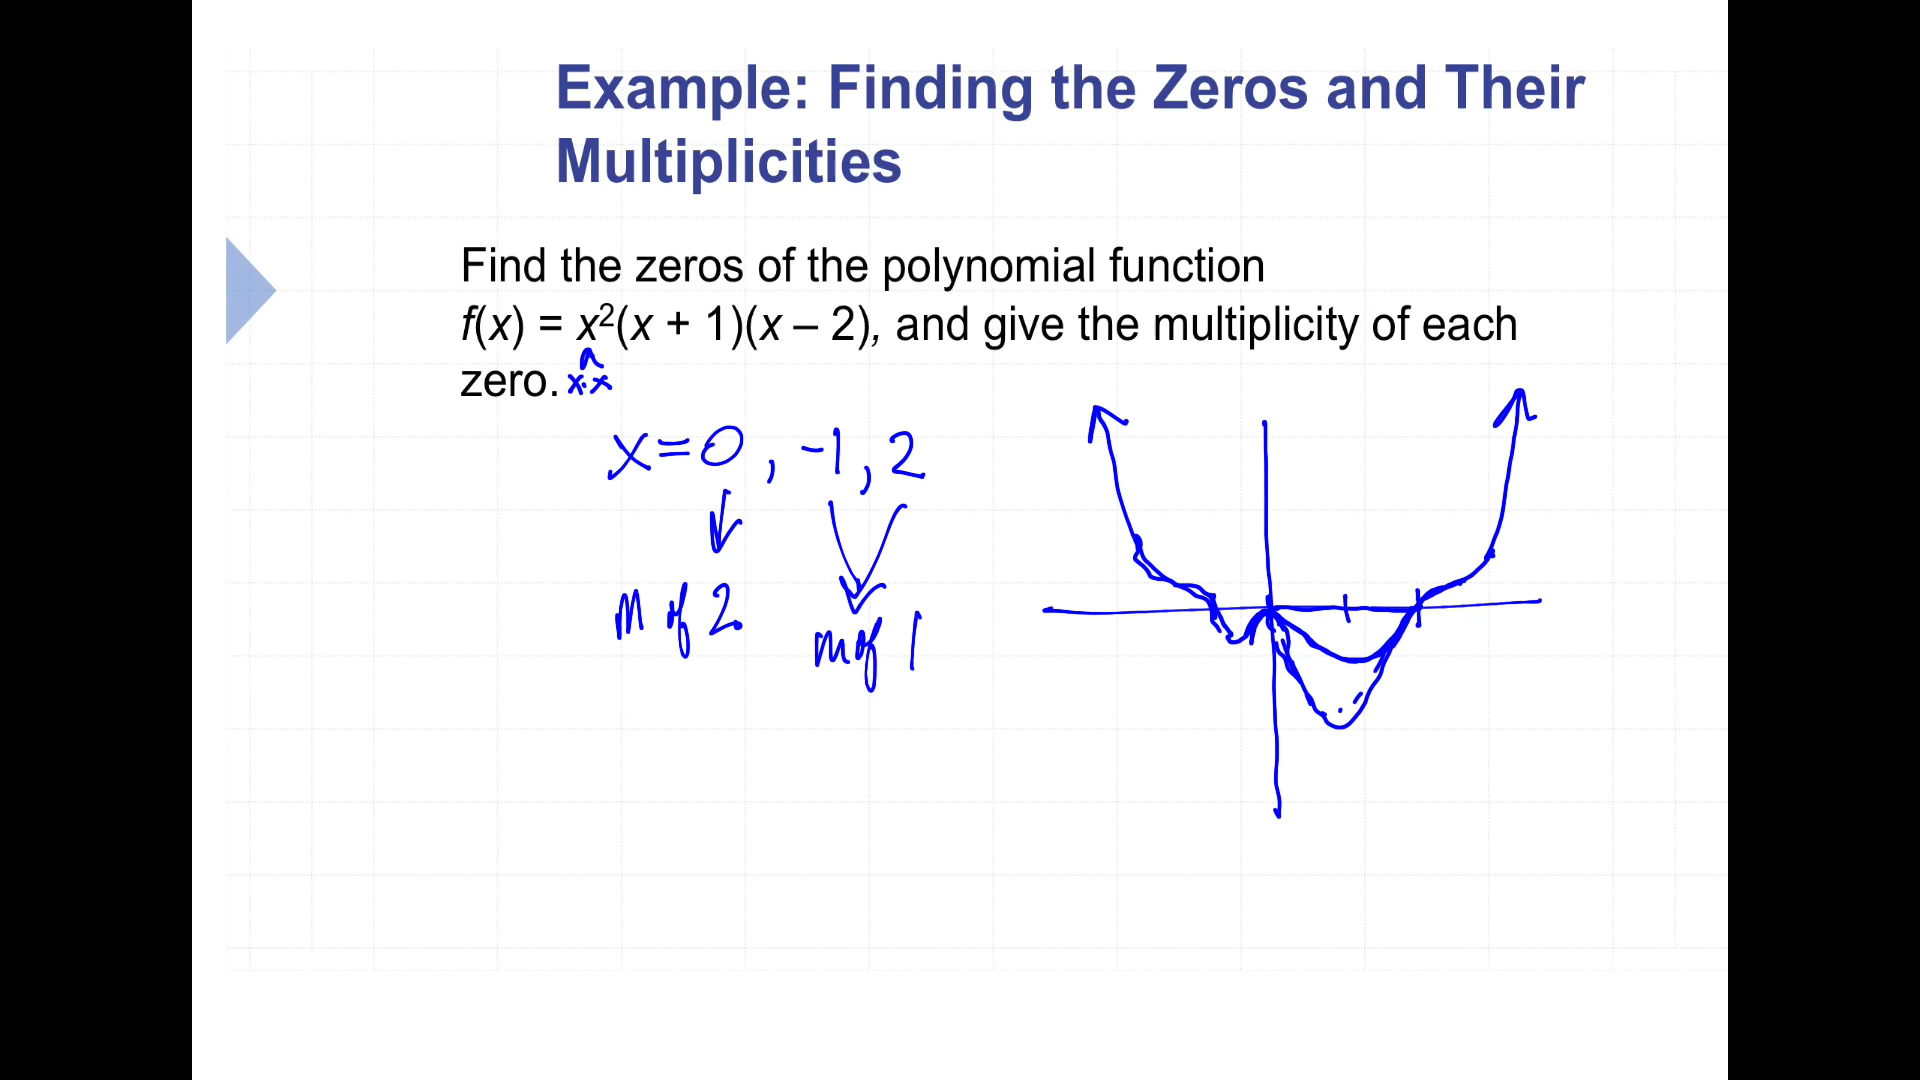 Example: Finding the Zeros and Their
Multiplicities
Find the zeros of the polynomial function
f(x) = x²(x + 1)(x – 2), and give the multiplicity of each
zero. x·x
x=0, -1, 2
m of 2
m of 1